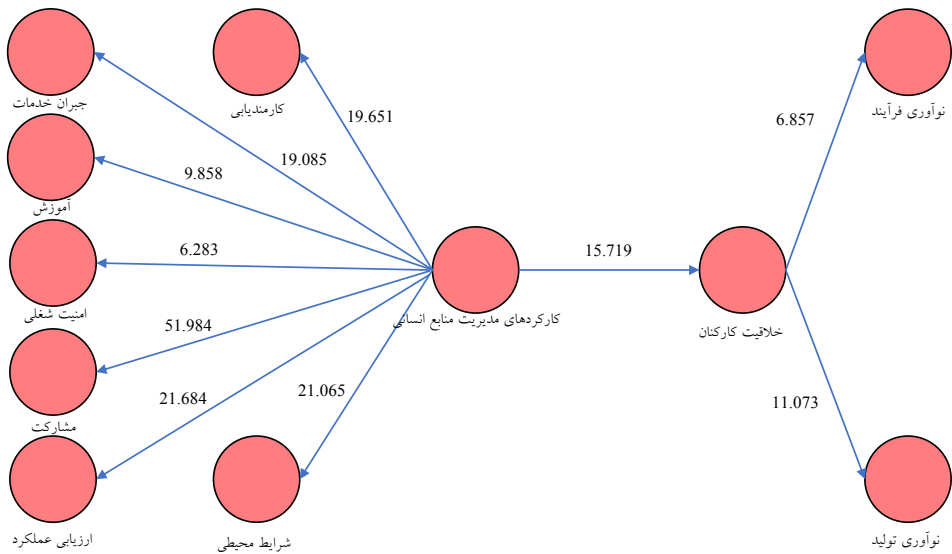 جبران خدمات
کارمندیابی
نوآوری فرآیند
19.651
6.857
19.085
9.858
آموزش
6.283
15.719
امنیت شغلی
کارکردهای مدیریت منابع انسانی
خلاقیت کارکنان
51.984
21.684
21.065
11.073
مشارکت
ارزیابی عملکرد
شرایط محیطی
نوآوری تولید